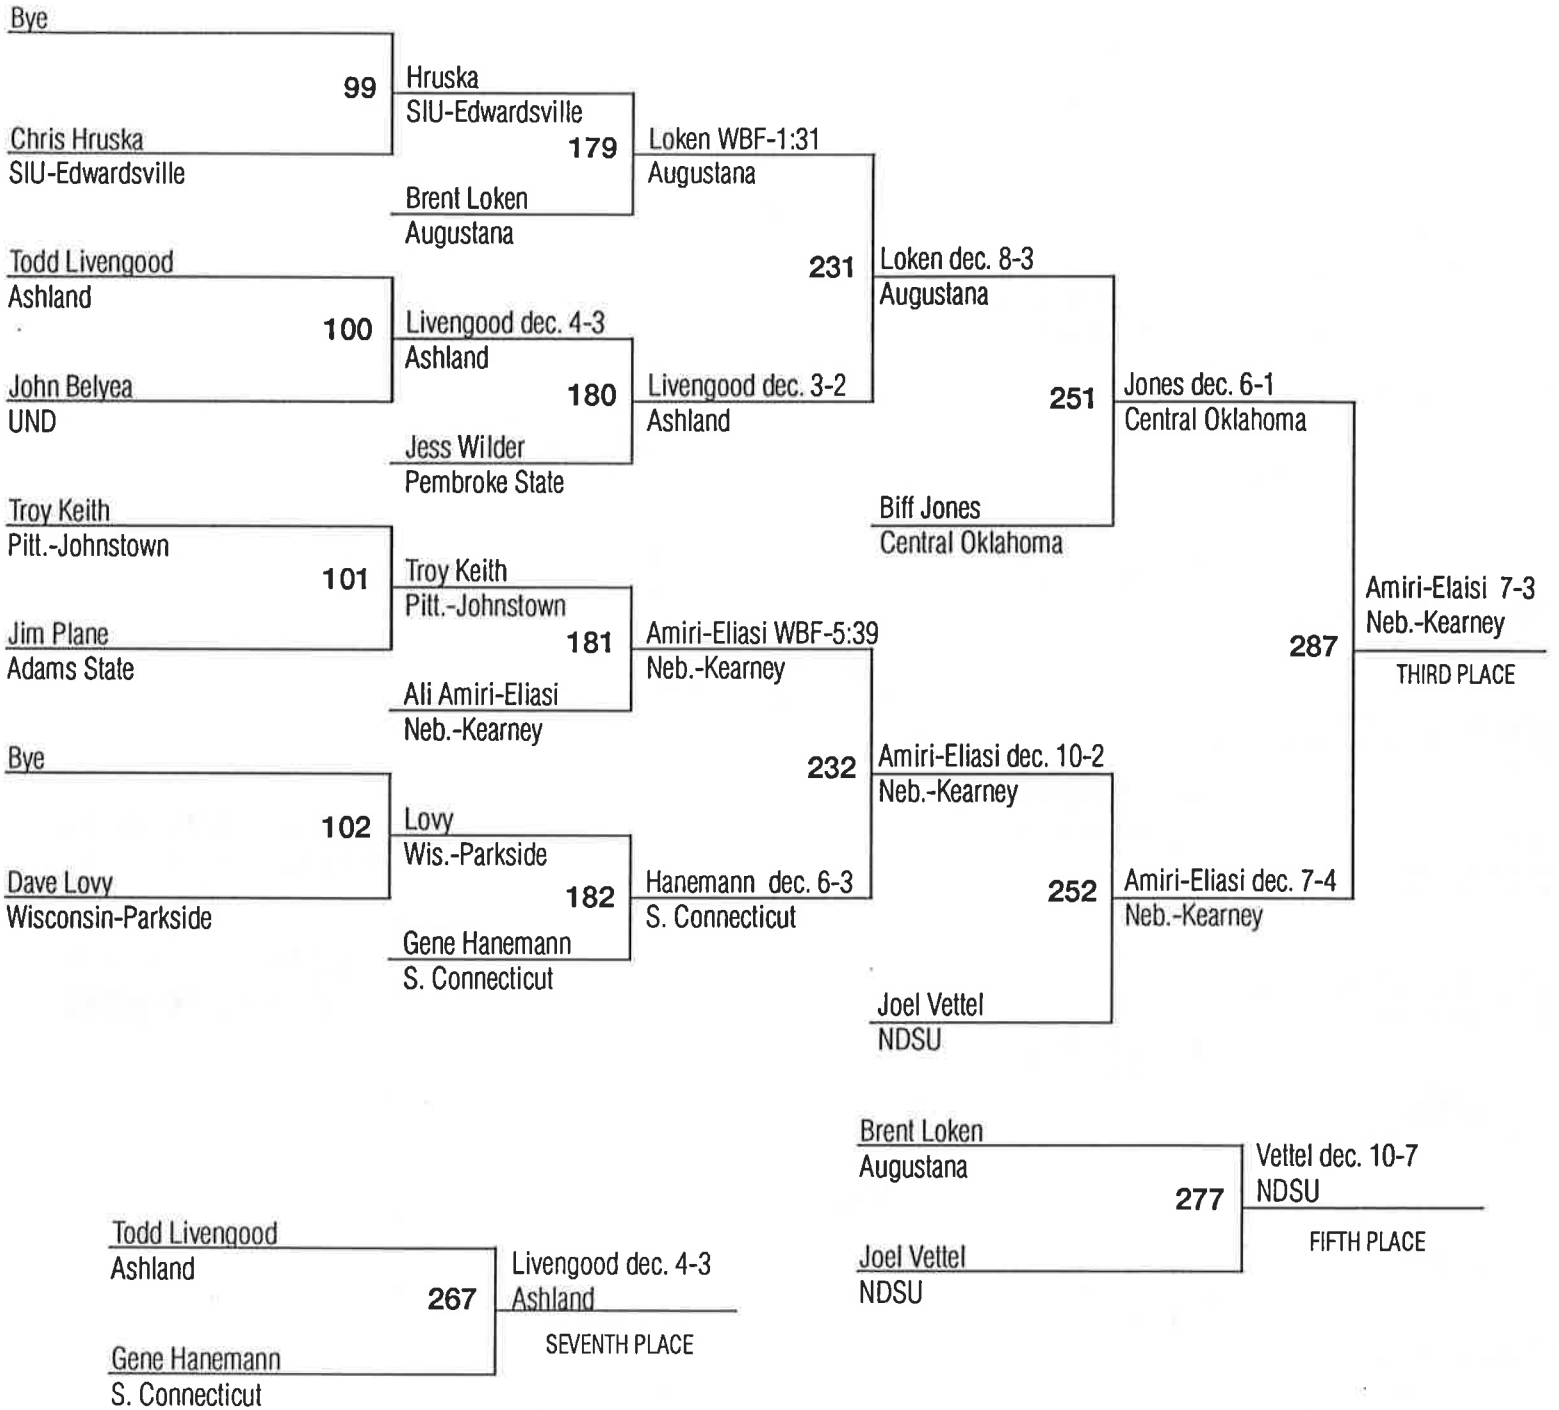 Bye
99
Chris Hruska
SIU-Edwardsville
Hruska
SIU-Edwardsville
179
Brent Loken
Augustana
Loken WBF-1:31
Augustana
Todd Livengood
Ashland
100
John Belyea
UND
Livengood dec. 4-3
Ashland
180
Jess Wilder
Pembroke State
Livengood dec. 3-2
Ashland
231
Loken dec. 8-3
Augustana
251
Biff Jones
Central Oklahoma
Jones dec. 6-1
Central Oklahoma
Troy Keith
Pitt.-Johnstown
101
Jim Plane
Adams State
Troy Keith
Pitt.-Johnstown
181
Ali Amiri-Eliasi
Neb.-Kearney
Amiri-Eliasi WBF-5:39
Neb.-Kearney
Bye
102
Dave Lovy
Wisconsin-Parkside
Lovy
Wis.-Parkside
182
Gene Hanemann
S. Connecticut
Hanemann dec. 6-3
S. Connecticut
232
Amiri-Eliasi dec. 10-2
Neb.-Kearney
252
Joel Vettel
NDSU
Amiri-Eliasi dec. 7-4
Neb.-Kearney
287
Amiri-Elaisi 7-3
Neb.-Kearney
THIRD PLACE
Brent Loken
Augustana
277
Joel Vettel
NDSU
Vettel dec. 10-7
NDSU
FIFTH PLACE
Todd Livengood
Ashland
267
Gene Hanemann
S. Connecticut
Livengood dec. 4-3
Ashland
SEVENTH PLACE